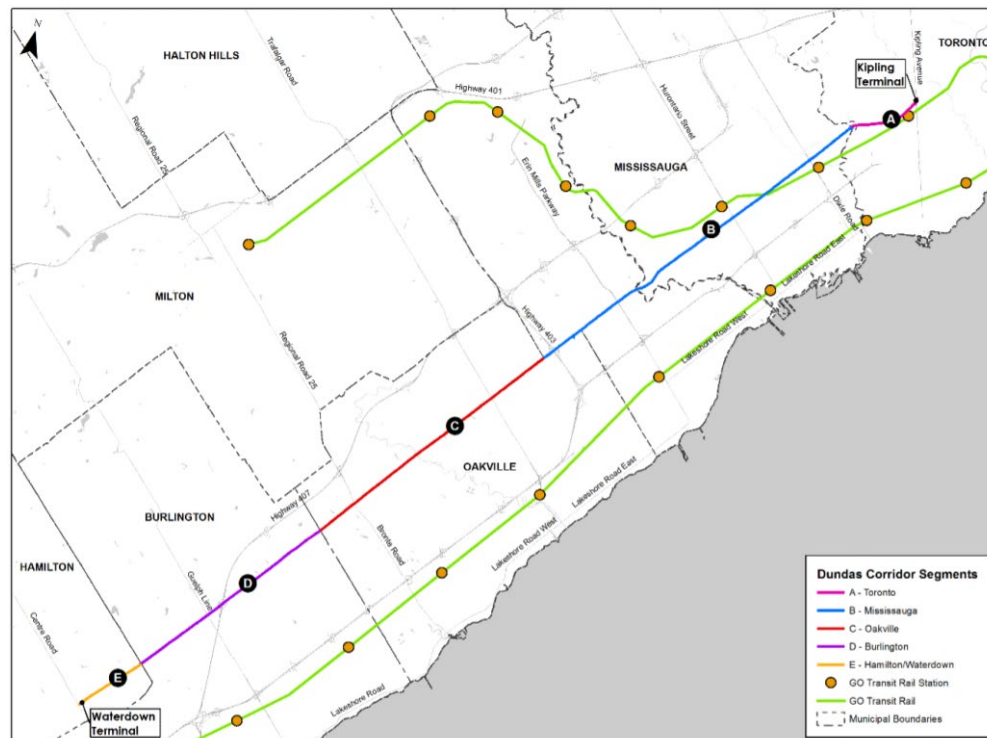 N
HALTON HILLS
Trafalgar Road
Highway 401
Hurontario Street
Kipling Avenue
TORONTO
Kipling
Terminal
A
Regional Road 25
MISSISSAUGA
Erin Mills Parkway
B
Dixie Road
Lakeshore Road East
MILTON
Highway 403
Lakeshore Road West
Regional Road 25
C
OAKVILLE
Highway 407
Lakeshore Road East
BURLINGTON
Bronte Road
Lakeshore Road West
HAMILTON
D
Guelph Line
Centre Road
E
Waterdown
Terminal
Lakeshore Road
Dundas Corridor Segments
A - Toronto
B - Mississauga
C - Oakville
D - Burlington
E - Hamilton/Waterdown
GO Transit Rail Station
GO Transit Rail
Municipal Boundaries